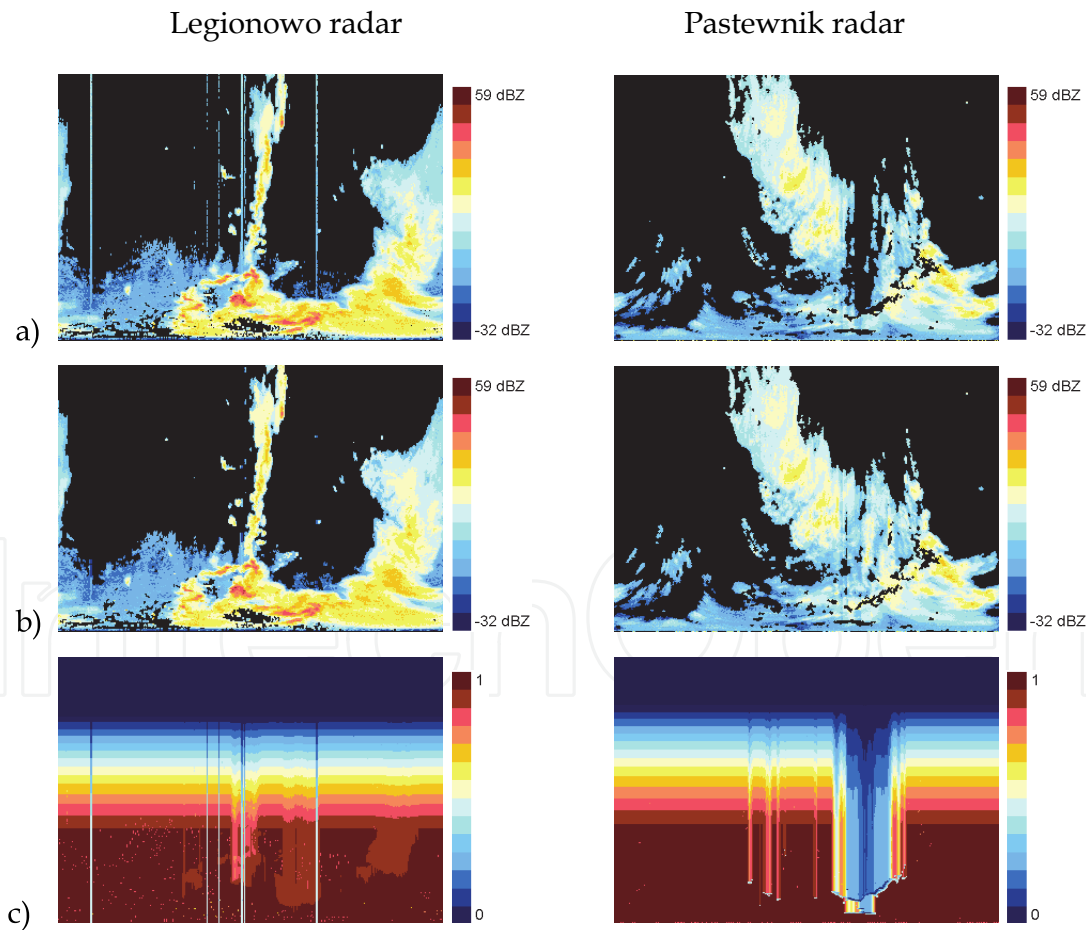 Legionowo radar
Pastewnik radar
59 dBZ
59 dBZ
a)
-32 dBZ
-32 dBZ
59 dBZ
59 dBZ
b)
-32 dBZ
-32 dBZ
1
1
c)
0
0